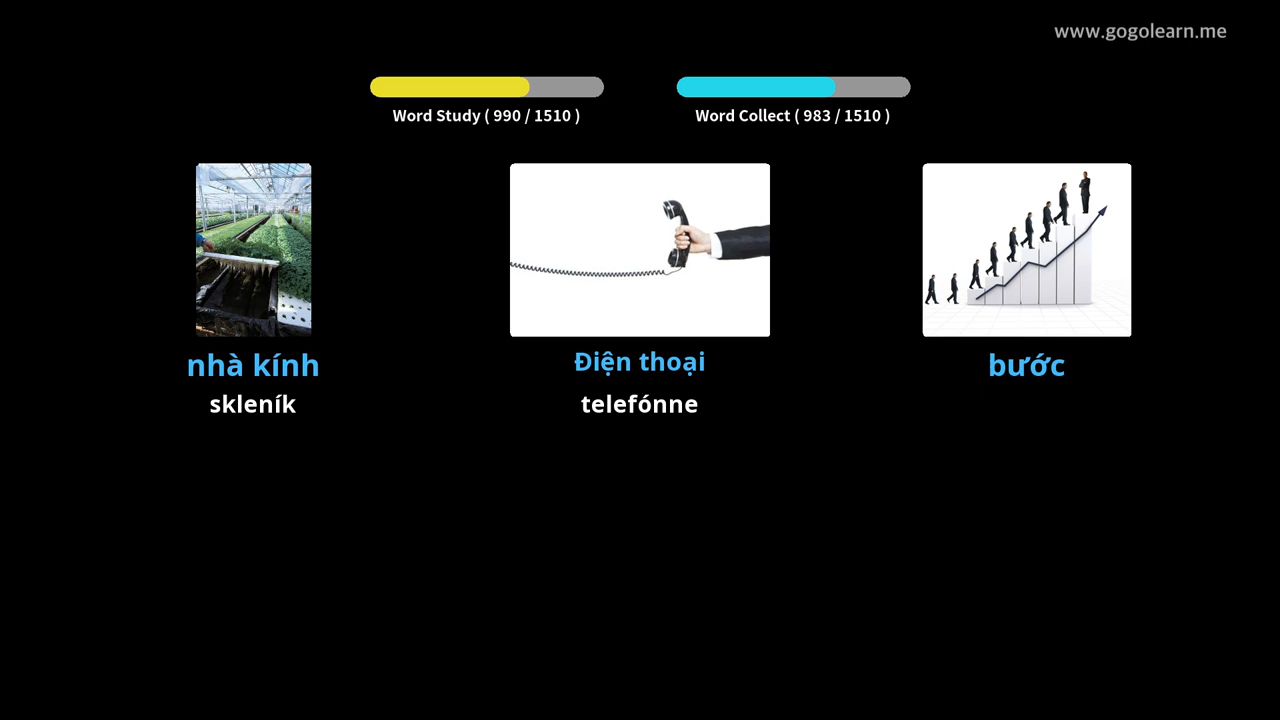 www.gogolearn.me
Word Study ( 990 / 1510 )
Word Collect ( 983 / 1510 )
nhà kính
Điện thoại
bước
skleník
telefónne